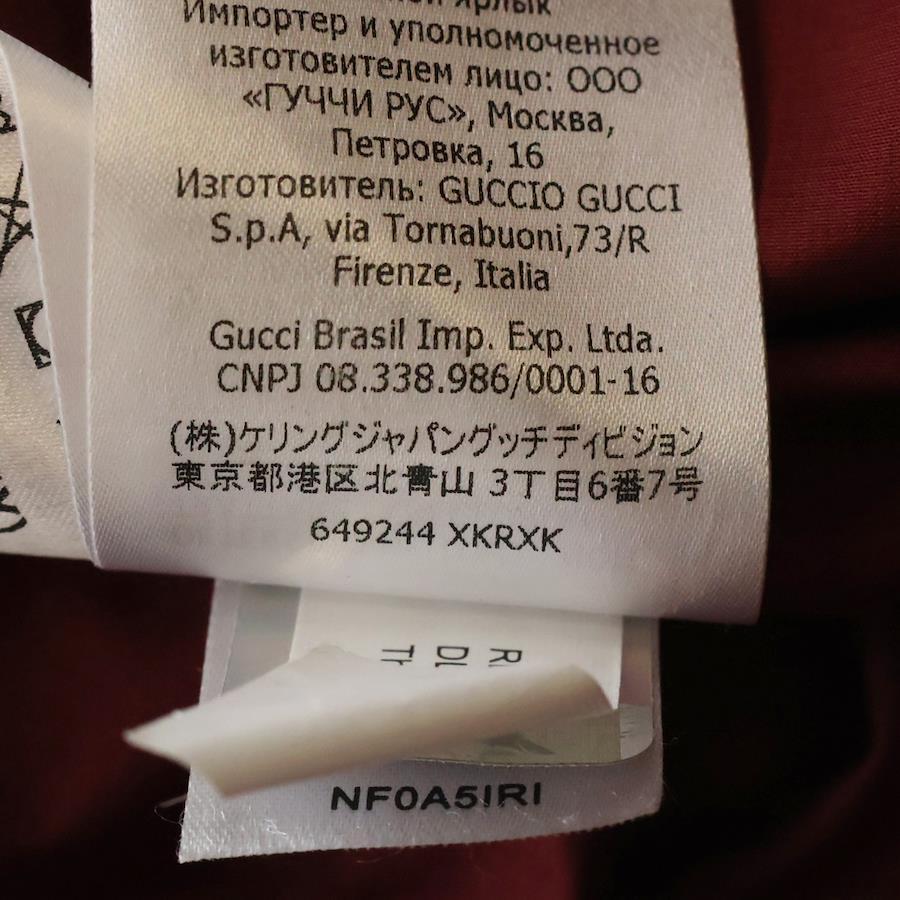 ярлык
Импортер и уполномоченное
изготовителем лицо: ООО
«ГУЧЧИ РУС», Москва,
Петровка, 16
Изготовитель: GUCCIO GUCCI
S.p.A, via Tornabuoni,73/R
Firenze, Italia
Gucci Brasil Imp. Exp. Ltda.
CNPJ 08.338.986/0001-16
(株)ケリングジャパングッチディビジョン
東京都港区北青山 3丁目6番7号
649244 XKRXK
NF0A5IRI